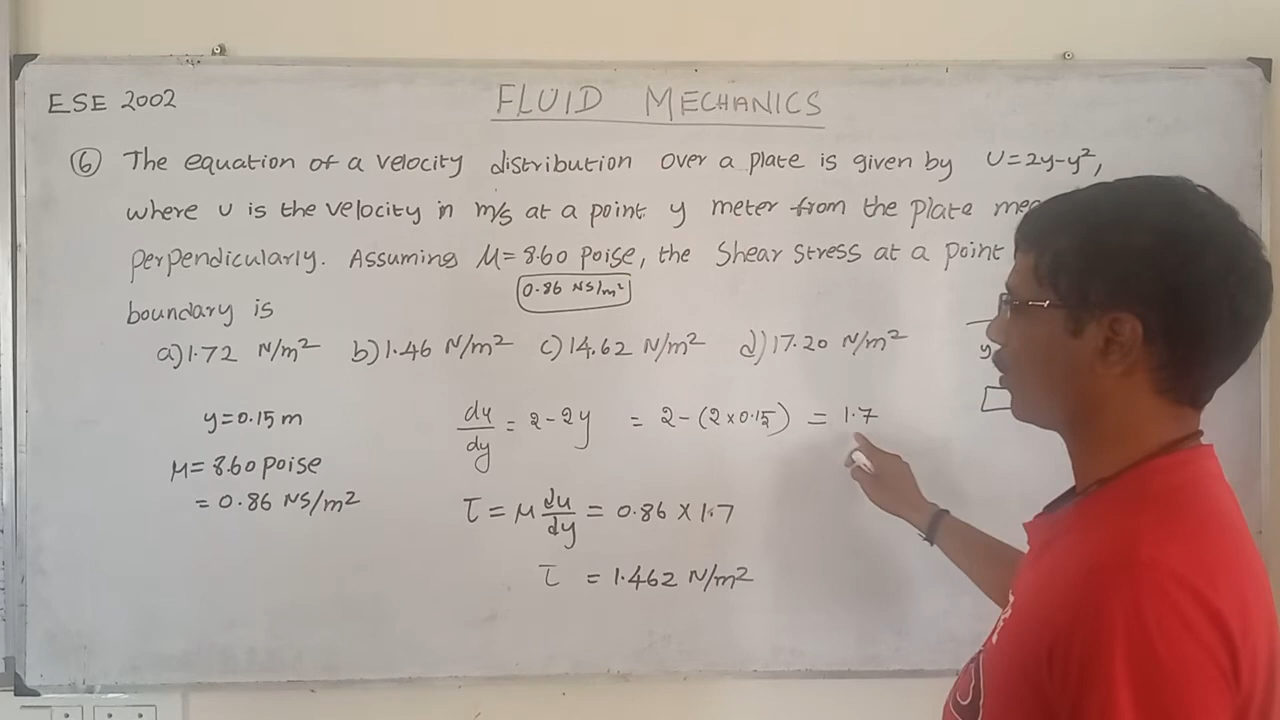 ESE 2002
FLUID MECHANICS
⑥ The equation of a velocity distribution over a plate is given by U=2y-y²,
where u is the velocity in m/s at a point y meter from the plate
perpendicularly. Assuming μ=8.60 poise, the shear stress at a point
0.86 NS/m²
boundary is
a)1.72 N/m² b)1.46 N/m² c)14.62 N/m² d)17.20 N/m²
y=0.15m
du/dy = 2-2y = 2-(2×0.15) = 1.7
μ=8.60 poise
= 0.86 NS/m²
τ = μ du/dy = 0.86 × 1.7
τ = 1.462 N/m²
y